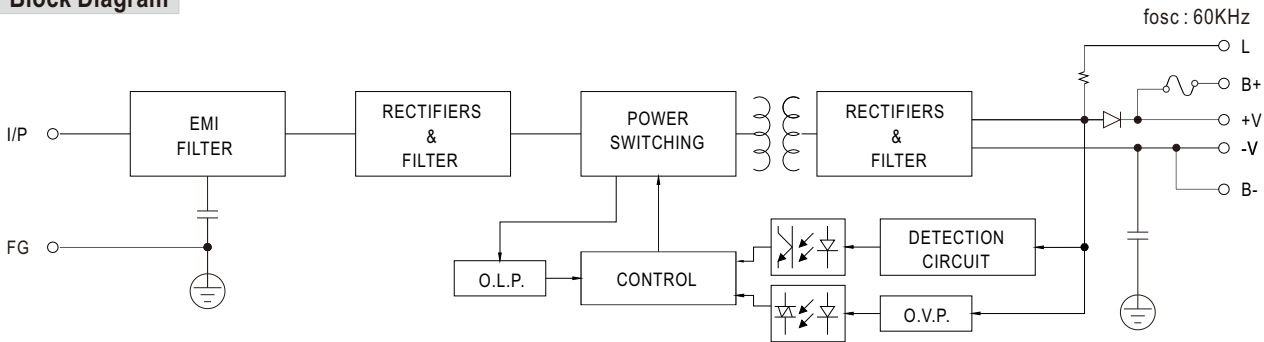 Block Diagram
fosc : 60KHz
L
B+
+V
-V
B-
I/P
FG
EMI
FILTER
RECTIFIERS
&
FILTER
POWER
SWITCHING
RECTIFIERS
&
FILTER
O.L.P.
CONTROL
DETECTION
CIRCUIT
O.V.P.